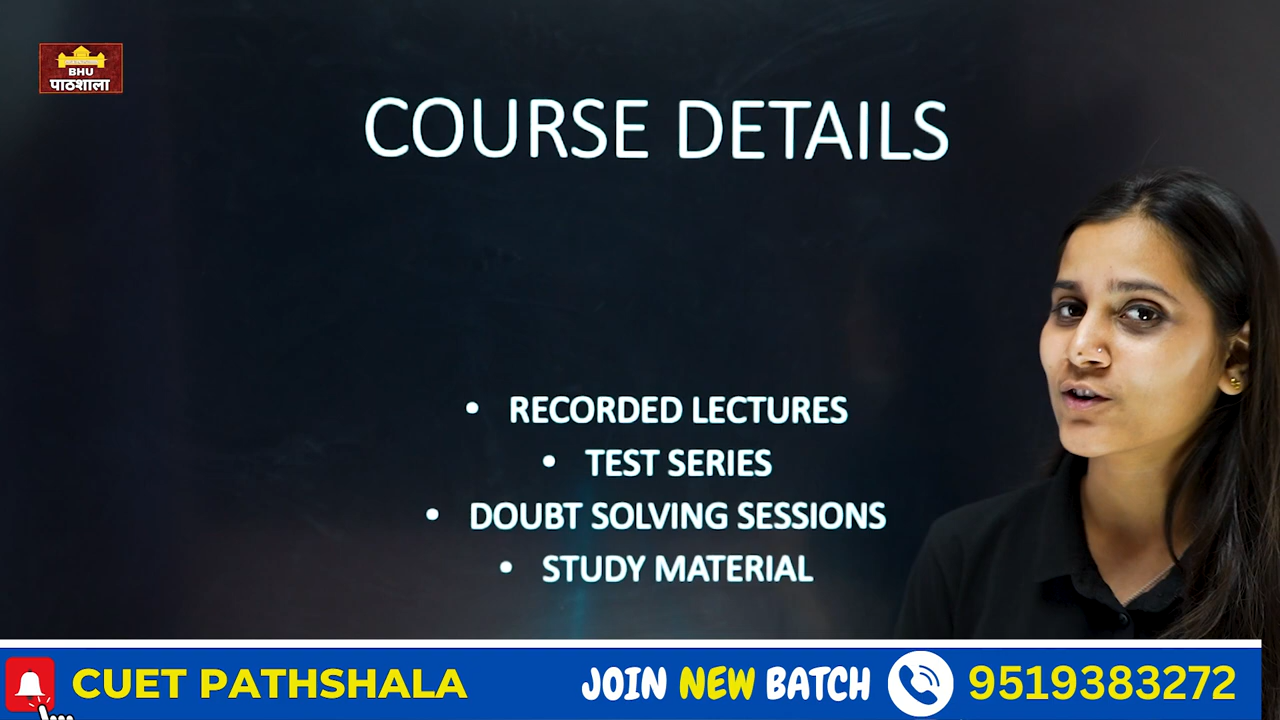 BHU
पाठशाला
COURSE DETAILS
• RECORDED LECTURES
• TEST SERIES
• DOUBT SOLVING SESSIONS
• STUDY MATERIAL
CUET PATHSHALA JOIN NEW BATCH 9519383272